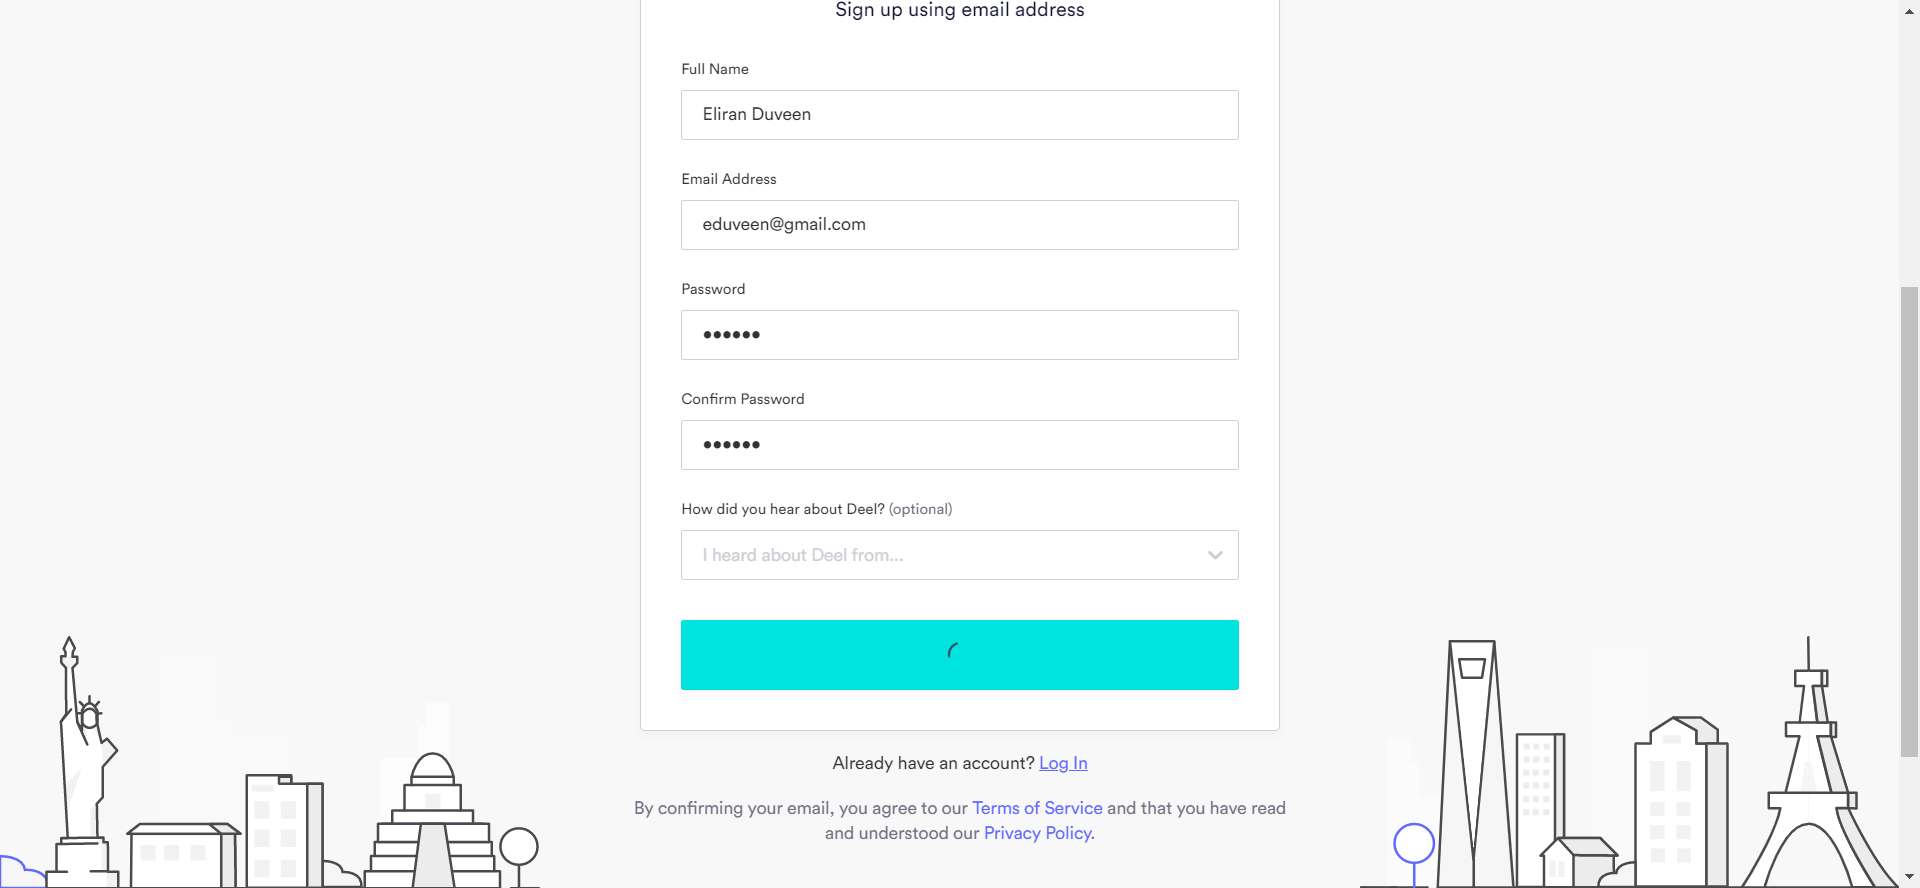 Sign up using email address
Full Name
Eliran Duveen
Email Address
eduveen@gmail.com
Password
••••••
Confirm Password
••••••
How did you hear about Deel? (optional)
I heard about Deel from...
Already have an account? Log In
By confirming your email, you agree to our Terms of Service and that you have read
and understood our Privacy Policy.